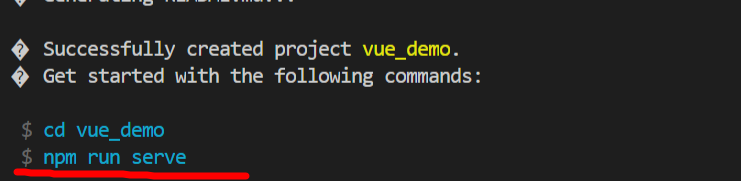 Successfully created project vue_demo.
Get started with the following commands:
$ cd vue_demo
$ npm run serve